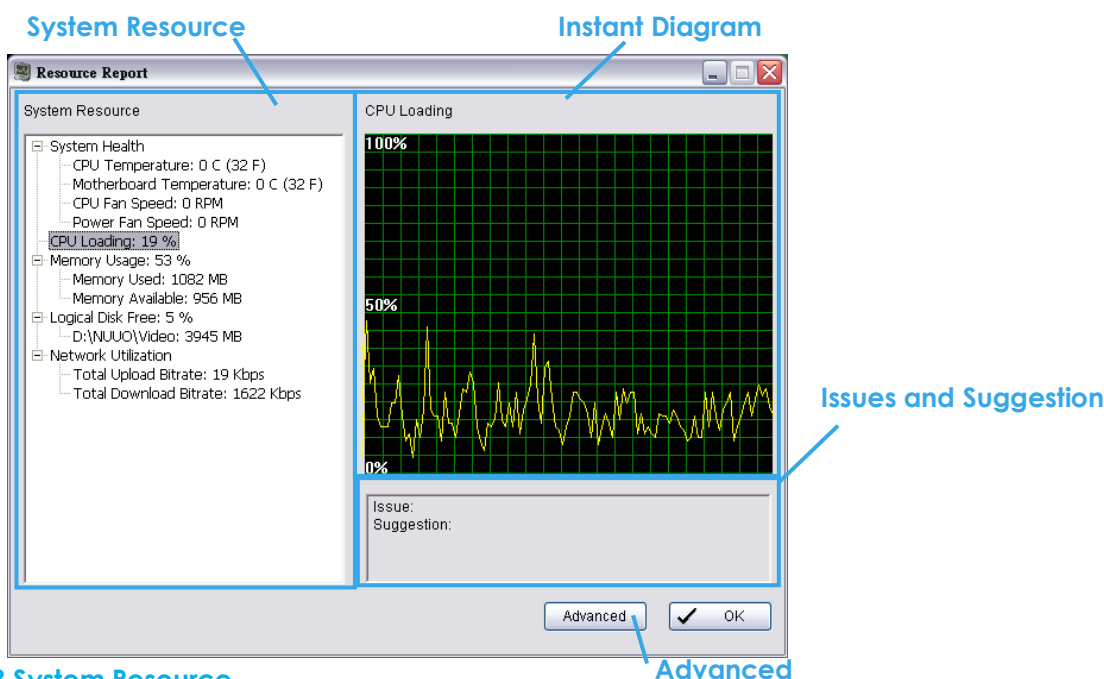 System Resource
Instant Diagram
Resource Report
System Resource
System Health
CPU Temperature: 0 C (32 F)
Motherboard Temperature: 0 C (32 F)
CPU Fan Speed: 0 RPM
Power Fan Speed: 0 RPM
CPU Loading: 19 %
Memory Usage: 53 %
Memory Used: 1082 MB
Memory Available: 956 MB
Logical Disk Free: 5 %
D:\NUUO\Video: 3945 MB
Network Utilization
Total Upload Bitrate: 19 Kbps
Total Download Bitrate: 1622 Kbps
CPU Loading
100%
50%
0%
Issues and Suggestion
Issue:
Suggestion:
Advanced
OK
Advanced
System Resource